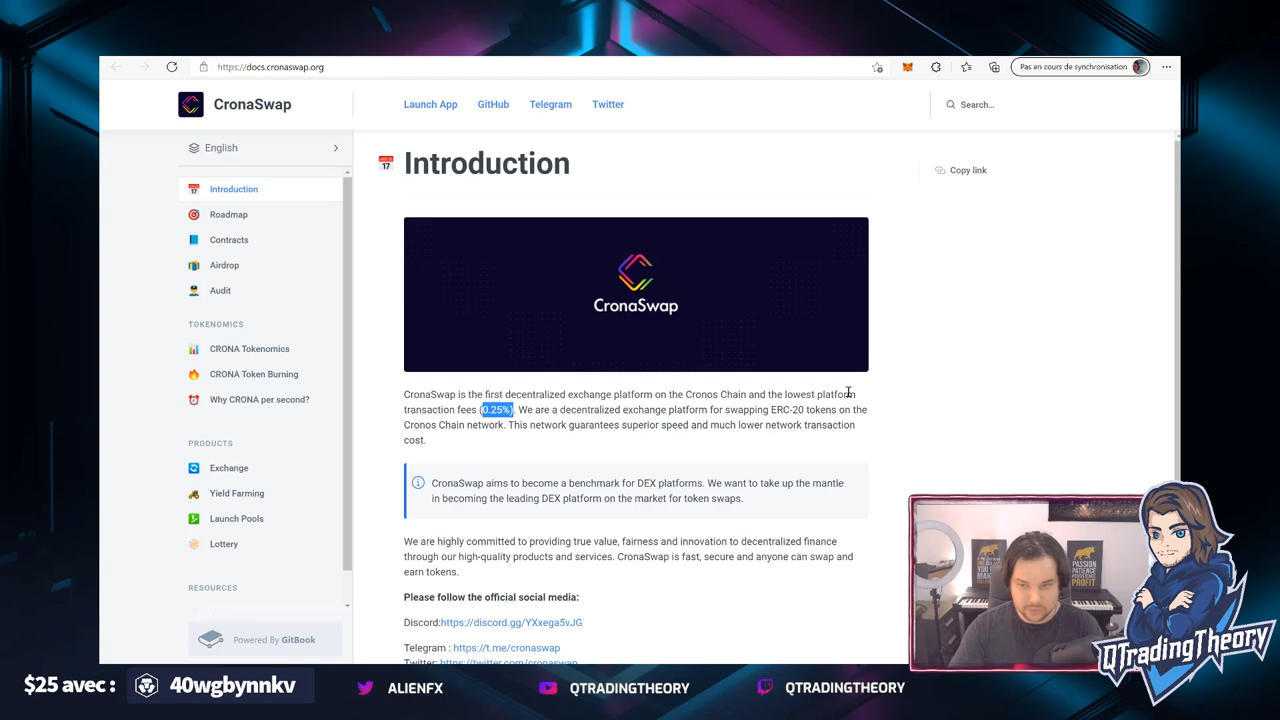 https://docs.cronaswap.org
Pas en cours de synchronisation
CronaSwap
Launch App
GitHub
Telegram
Twitter
Search...
English
Introduction
Roadmap
Contracts
Airdrop
Audit
TOKENOMICS
CRONA Tokenomics
CRONA Token Burning
Why CRONA per second?
PRODUCTS
Exchange
Yield Farming
Launch Pools
Lottery
RESOURCES
Powered By GitBook
Introduction
Copy link
CronaSwap
CronaSwap is the first decentralized exchange platform on the Cronos Chain and the lowest platform
transaction fees (0.25%). We are a decentralized exchange platform for swapping ERC-20 tokens on the
Cronos Chain network. This network guarantees superior speed and much lower network transaction
cost.
CronaSwap aims to become a benchmark for DEX platforms. We want to take up the mantle
in becoming the leading DEX platform on the market for token swaps.
We are highly committed to providing true value, fairness and innovation to decentralized finance
through our high-quality products and services. CronaSwap is fast, secure and anyone can swap and
earn tokens.
Please follow the official social media:
Discord:https://discord.gg/YXxega5vJG
Telegram : https://t.me/cronaswap
Twitter: https://twitter.com/cronaswap
PASSION
PATIENCE
PERSISTENCE
PROFIT
QTradingTheory
$25 avec :
40wgbynnkv
ALIENFX
QTRADINGTHEORY
QTRADINGTHEORY